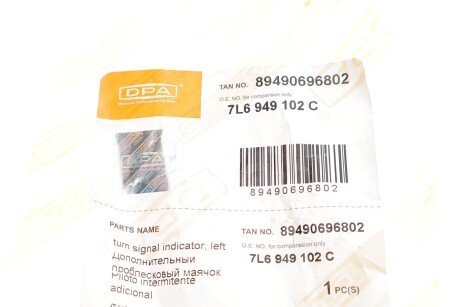 DPA
TAN NO. 89490696802
O.E. NO. for comparison only
7L6 949 102 C
DPA
89490696802
PARTS NAME
TAN NO. 89490696802
O.E. NO. for comparison only
7L6 949 102 C
turn signal indicator; left
Дополнительный
проблесковый маячок
Piloto intermitente
adicional
1 PC(S)